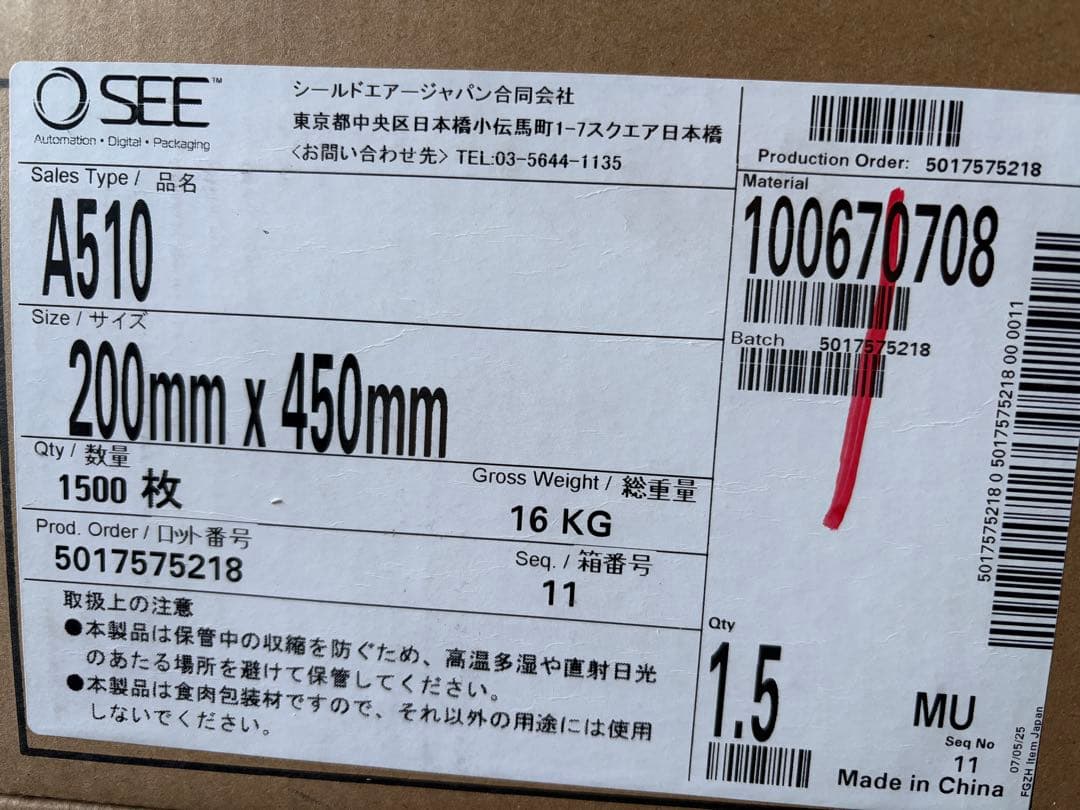 SEE™
Automation • Digital • Packaging
シールドエアージャパン合同会社
東京都中央区日本橋小伝馬町1-7スクエア日本橋
<お問い合わせ先> TEL:03-5644-1135
Production Order: 5017575218
Sales Type / 品名
A510
Material
100670708
Size / サイズ
200mm x 450mm
Batch 5017575218
Qty / 数量
1500 枚
Gross Weight / 総重量
16 KG
Prod. Order / ロット番号
5017575218
Seq. / 箱番号
11
取扱上の注意
●本製品は保管中の収縮を防ぐため、高温多湿や直射日光
のあたる場所を避けて保管してください。
●本製品は食肉包装材ですので、それ以外の用途には使用
しないでください。
Qty
1.5
MU
Seq No
11
Made in China
5017575218 0 5017575218 00 0011
07/05/25
FGZH Item Japan